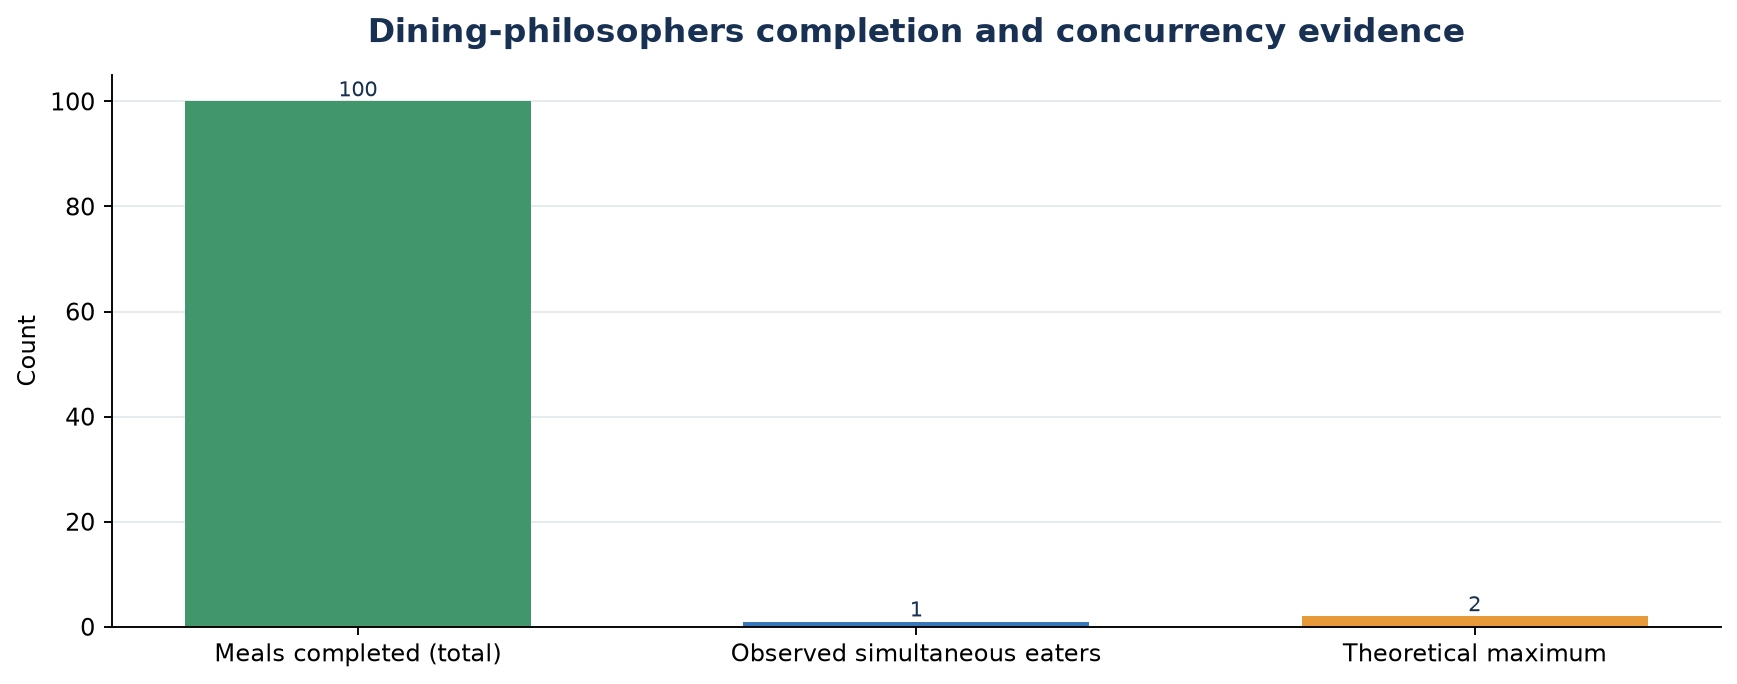 Dining-philosophers completion and concurrency evidence
Count
100
80
60
40
20
0
100
1
2
Meals completed (total)
Observed simultaneous eaters
Theoretical maximum